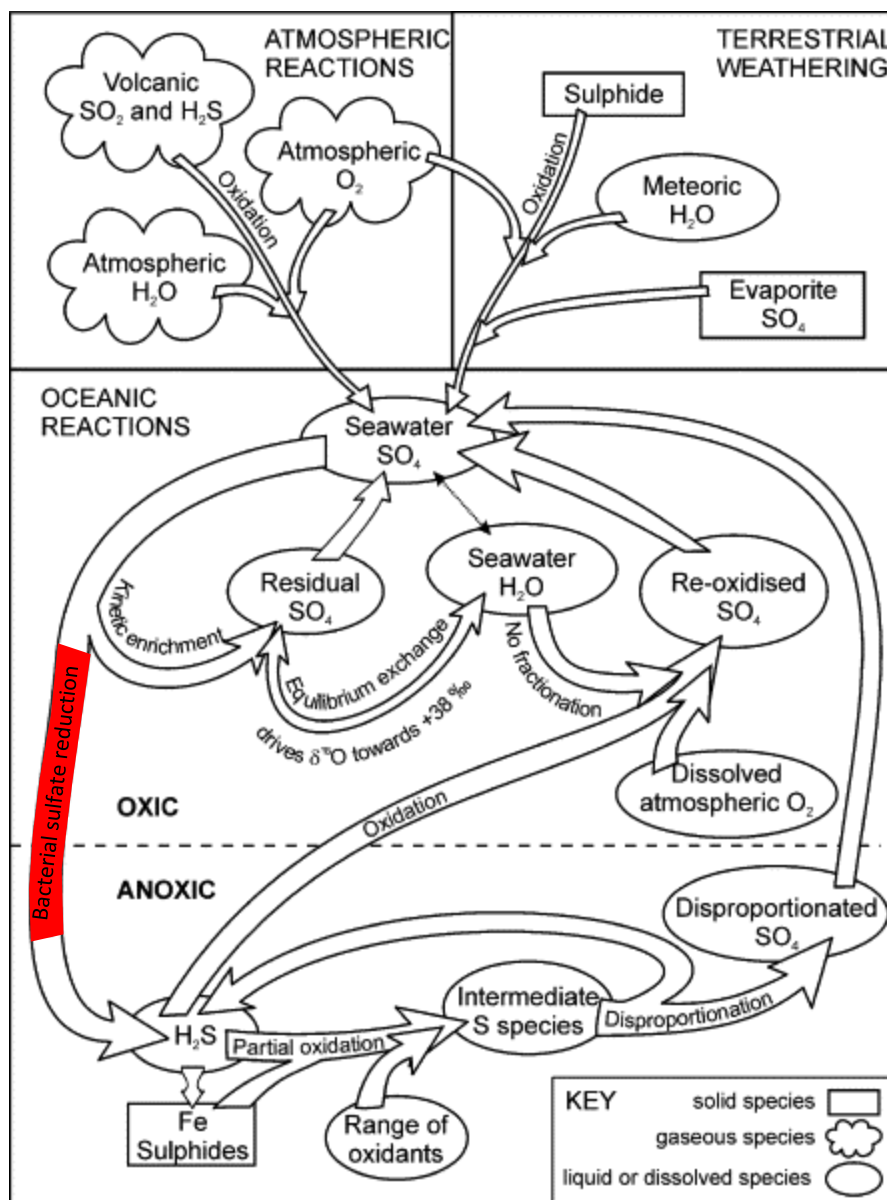 ATMOSPHERIC
REACTIONS
Volcanic
SO₂ and H₂S
Atmospheric
O₂
Oxidation
Atmospheric
H₂O
TERRESTRIAL
WEATHERING
Sulphide
Oxidation
Meteoric
H₂O
Evaporite
SO₄
OCEANIC
REACTIONS
Seawater
SO₄
Residual
SO₄
Seawater
H₂O
Re-oxidised
SO₄
Kinetic enrichment
Equilibrium exchange
drives δ¹⁸O towards +38 ‰
No fractionation
Dissolved
atmospheric O₂
Bacterial sulfate reduction
Oxidation
OXIC
ANOXIC
Disproportionated
SO₄
H₂S
Partial oxidation
Intermediate
S species
Disproportionation
Fe
Sulphides
Range of
oxidants
KEY
solid species
gaseous species
liquid or dissolved species